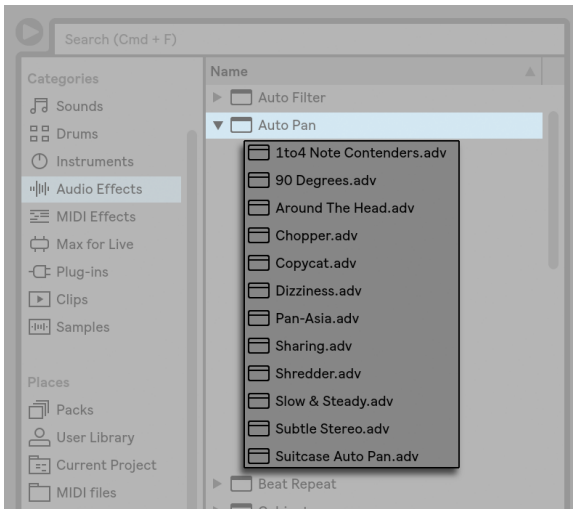 Search (Cmd + F)
Categories
Sounds
Drums
Instruments
Audio Effects
MIDI Effects
Max for Live
Plug-ins
Clips
Samples
Places
Packs
User Library
Current Project
MIDI files
Name
Auto Filter
Auto Pan
1to4 Note Contenders.adv
90 Degrees.adv
Around The Head.adv
Chopper.adv
Copycat.adv
Dizziness.adv
Pan-Asia.adv
Sharing.adv
Shredder.adv
Slow & Steady.adv
Subtle Stereo.adv
Suitcase Auto Pan.adv
Beat Repeat